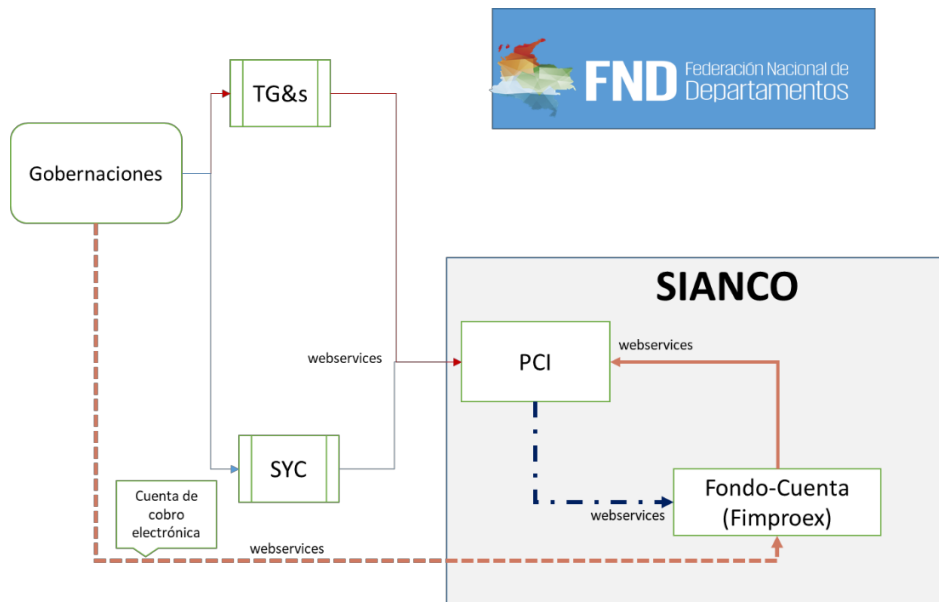 FND Federación Nacional de
Departamentos
TG&s
Gobernaciones
SIANCO
webservices
PCI
webservices
SYC
Fondo-Cuenta
(Fimproex)
webservices
Cuenta de
cobro
electrónica
webservices